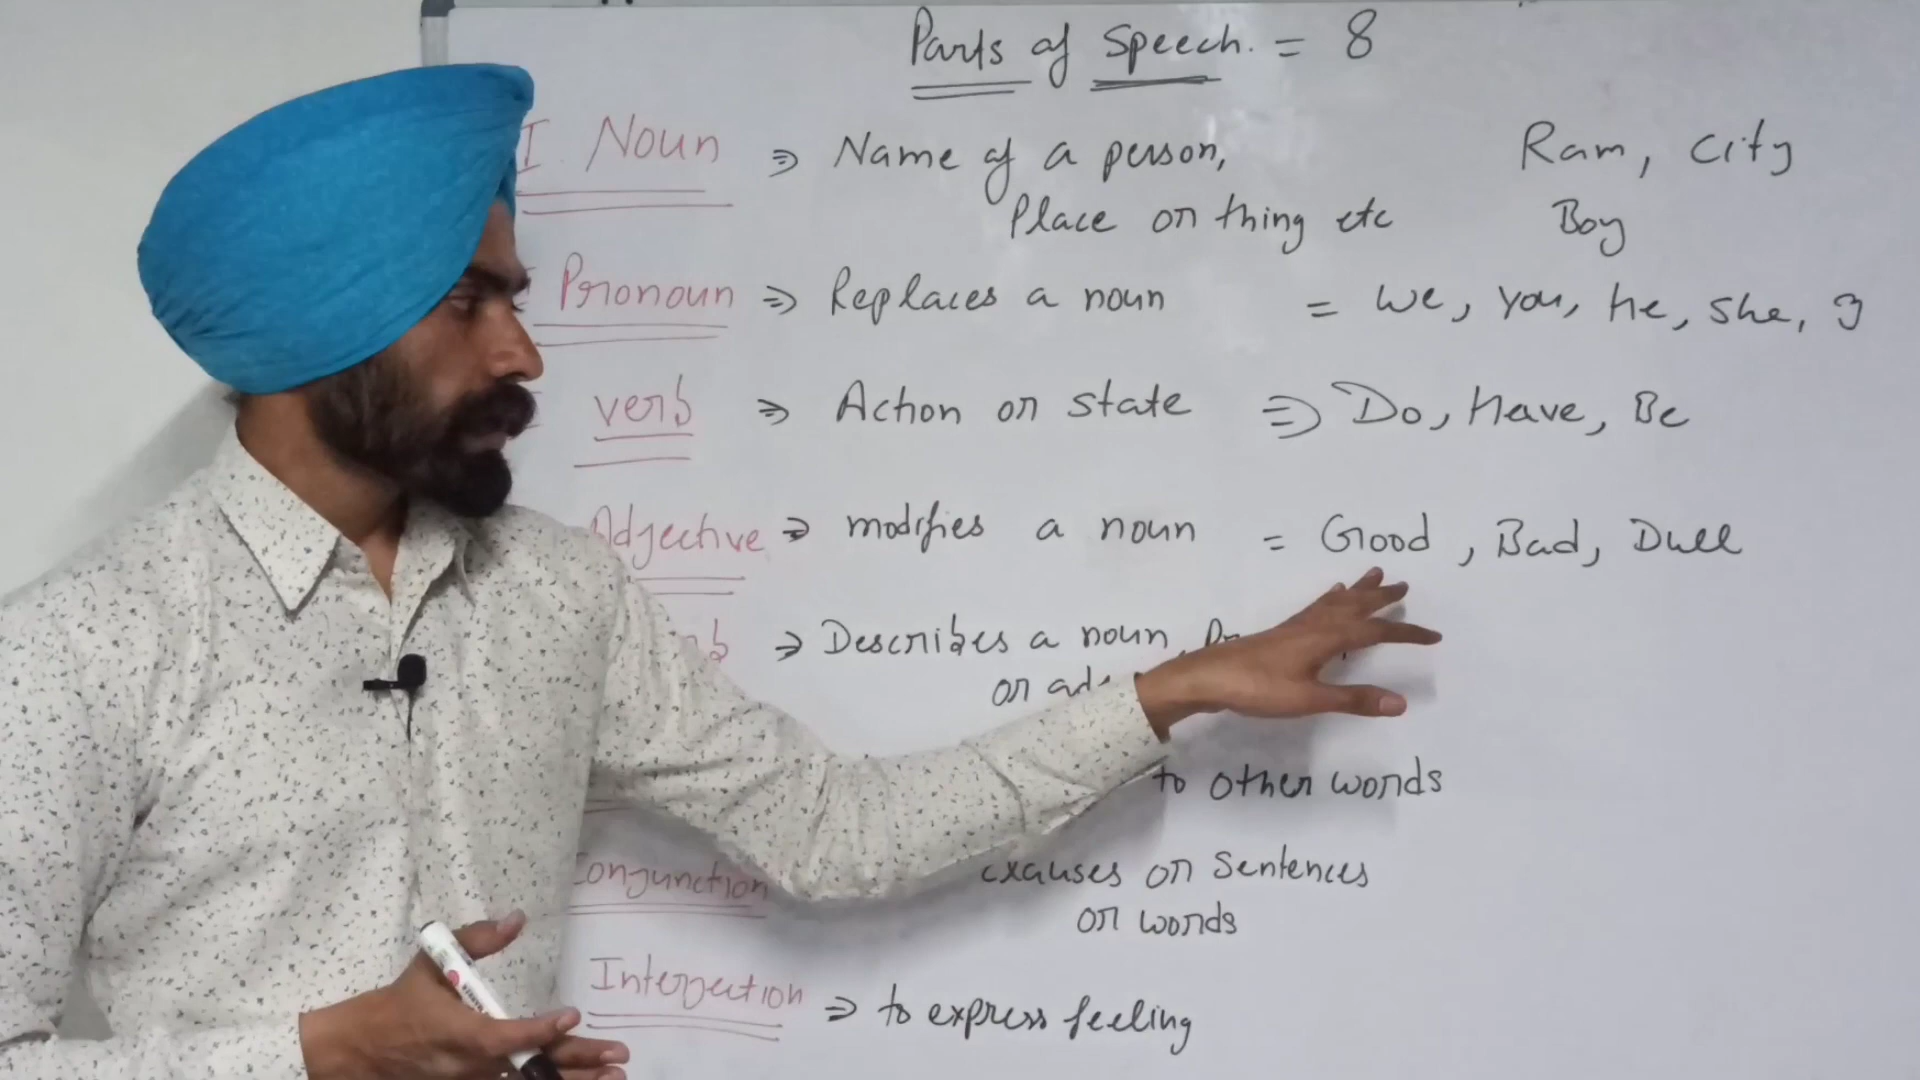 Parts of Speech. = 8
I. Noun ⇒ Name of a person, Ram, City
Place or thing etc Boy
Pronoun ⇒ Replaces a noun = We, You, He, She, I
verb ⇒ Action or state ⇒ Do, Have, Be
Adjective ⇒ modifies a noun = Good, Bad, Dull
⇒ Describes a noun,
or
to other words
Conjunction exauses or Sentences
or words
Interjection ⇒ to express feeling